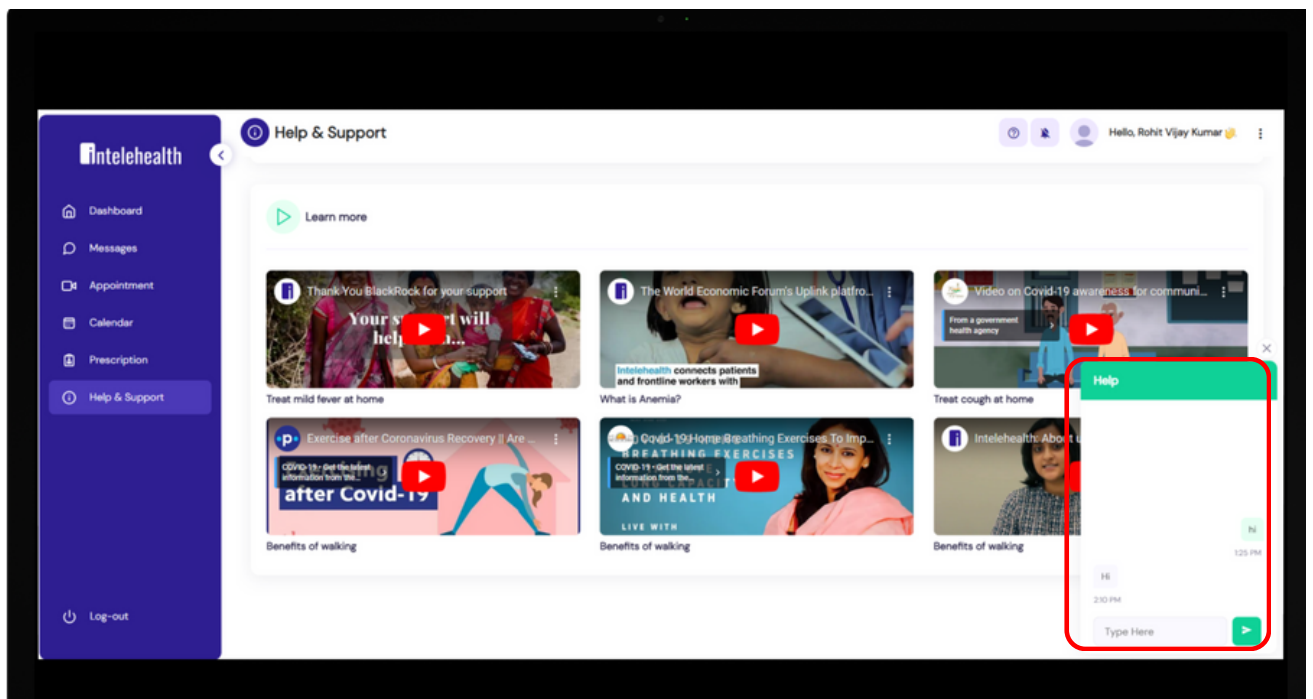 intelehealth
Help & Support
Hello, Rohit Vijay Kumar 👋
Dashboard
Messages
Appointment
Calendar
Prescription
Help & Support
Log-out
Learn more
Thank You BlackRock for your support
Your support will
help
Treat mild fever at home
The World Economic Forum's Uplink platfro...
Intelehealth connects patients
and frontline workers with
What is Anemia?
Video on Covid-19 awareness for communi...
From a government
health agency
Treat cough at home
Exercise after Coronavirus Recovery || Are ...
COVID-19 • Get the latest
information from the...
after Covid-19
Benefits of walking
Covid-19 Home Breathing Exercises To Imp...
BREATHING EXERCISES
COVID-19 • Get the latest
information from the...
LUNG CAPACITY
AND HEALTH
LIVE WITH
Benefits of walking
Intelehealth: About u
Benefits of walking
Help
hi
1:25 PM
Hi
2:10 PM
Type Here